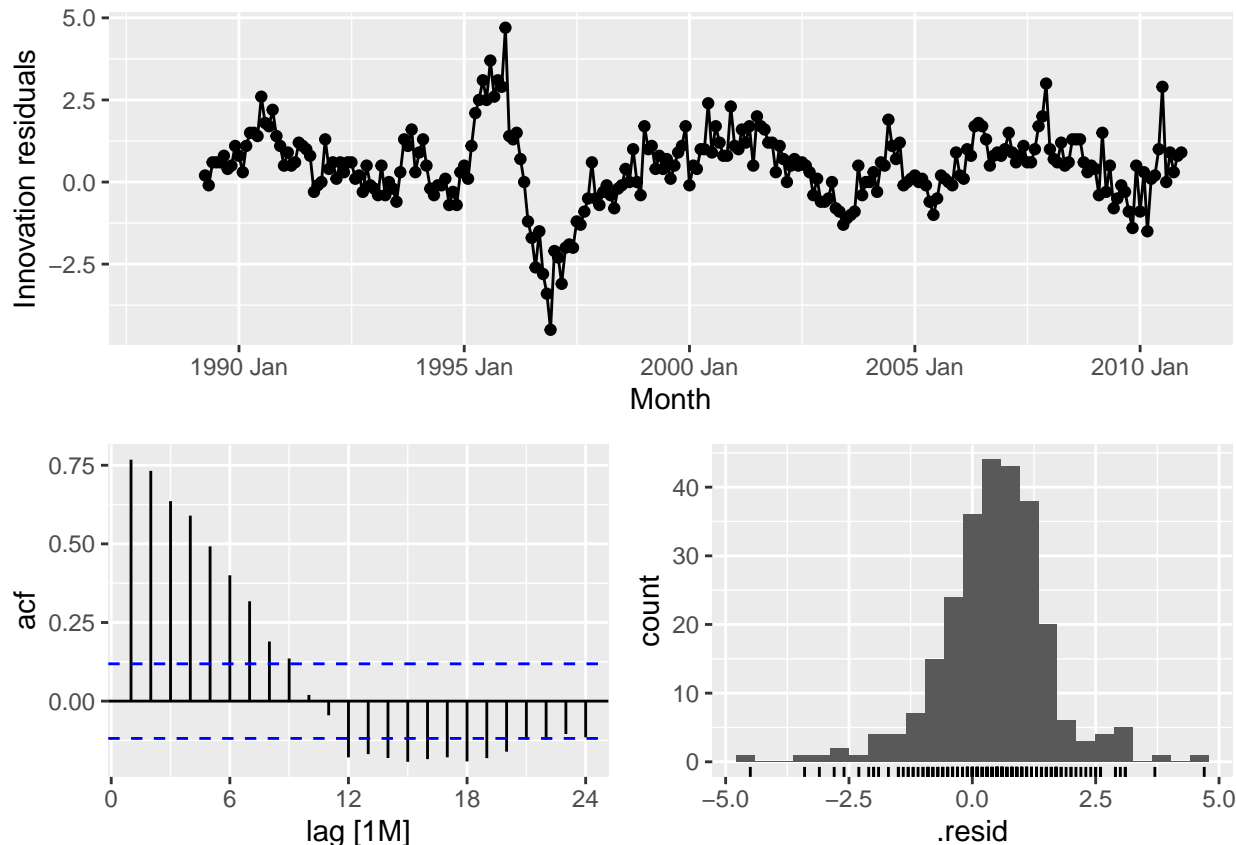 5.0
2.5
0.0
−2.5
Innovation residuals
1990 Jan
1995 Jan
2000 Jan
2005 Jan
2010 Jan
Month
0.75
0.50
0.25
0.00
acf
0
6
12
18
24
lag [1M]
40
30
20
10
0
count
−5.0
−2.5
0.0
2.5
5.0
.resid